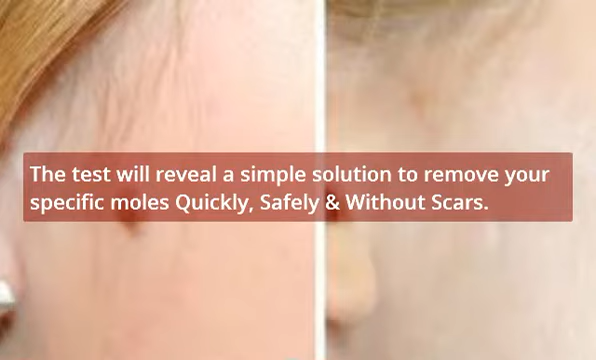 The test will reveal a simple solution to remove your
specific moles Quickly, Safely & Without Scars.